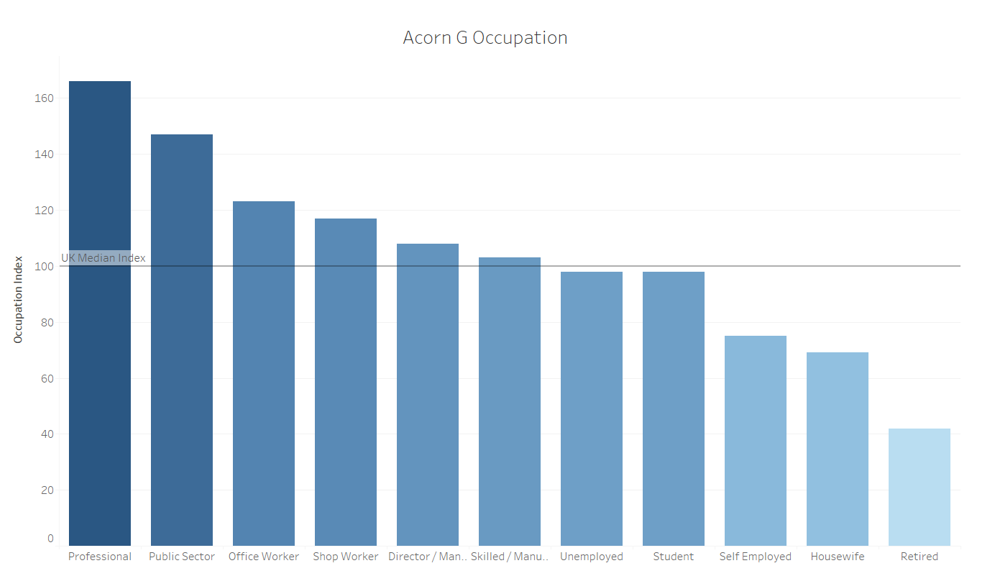 Acorn G Occupation
Occupation Index
160
140
120
UK Median Index
100
80
60
40
20
0
Professional Public Sector Office Worker Shop Worker Director / Man.. Skilled / Manu.. Unemployed Student Self Employed Housewife Retired